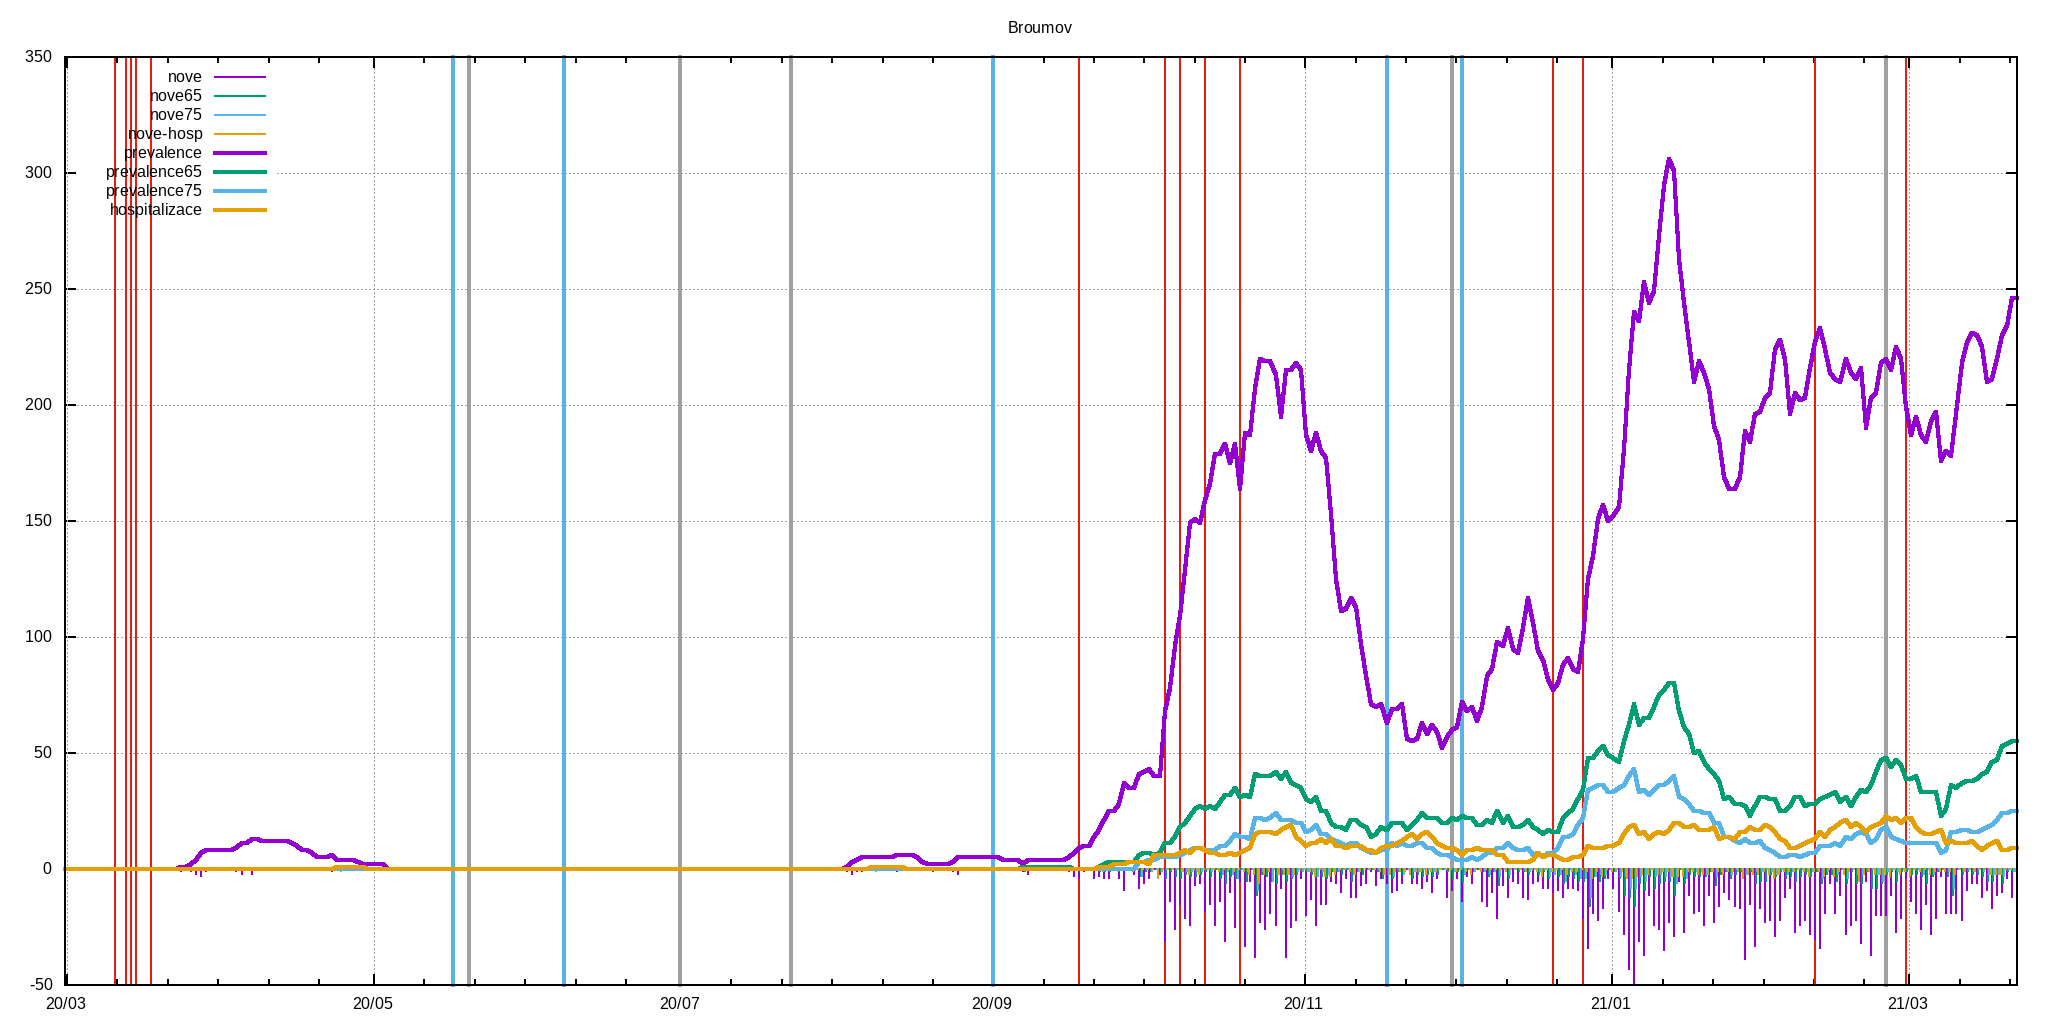 Broumov
350
300
250
200
150
100
50
0
-50
nove
nove65
nove75
nove-hosp
prevalence
prevalence65
prevalence75
hospitalizace
20/03 20/05 20/07 20/09 20/11 21/01 21/03